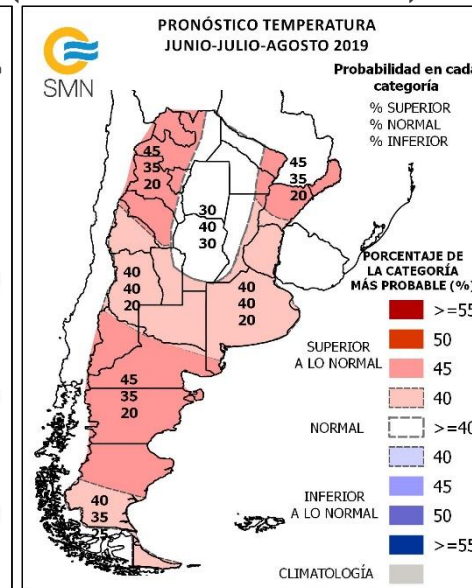 PRONÓSTICO TEMPERATURA
JUNIO-JULIO-AGOSTO 2019
SMN
Probabilidad en cada
categoría
% SUPERIOR
% NORMAL
% INFERIOR
45
35
20
45
35
20
30
40
30
40
40
20
40
40
20
45
35
20
40
35
PORCENTAJE DE
LA CATEGORÍA
MÁS PROBABLE (%)
SUPERIOR
A LO NORMAL
>=55
50
45
40
NORMAL
>=40
INFERIOR
A LO NORMAL
40
45
50
>=55
CLIMATOLOGÍA